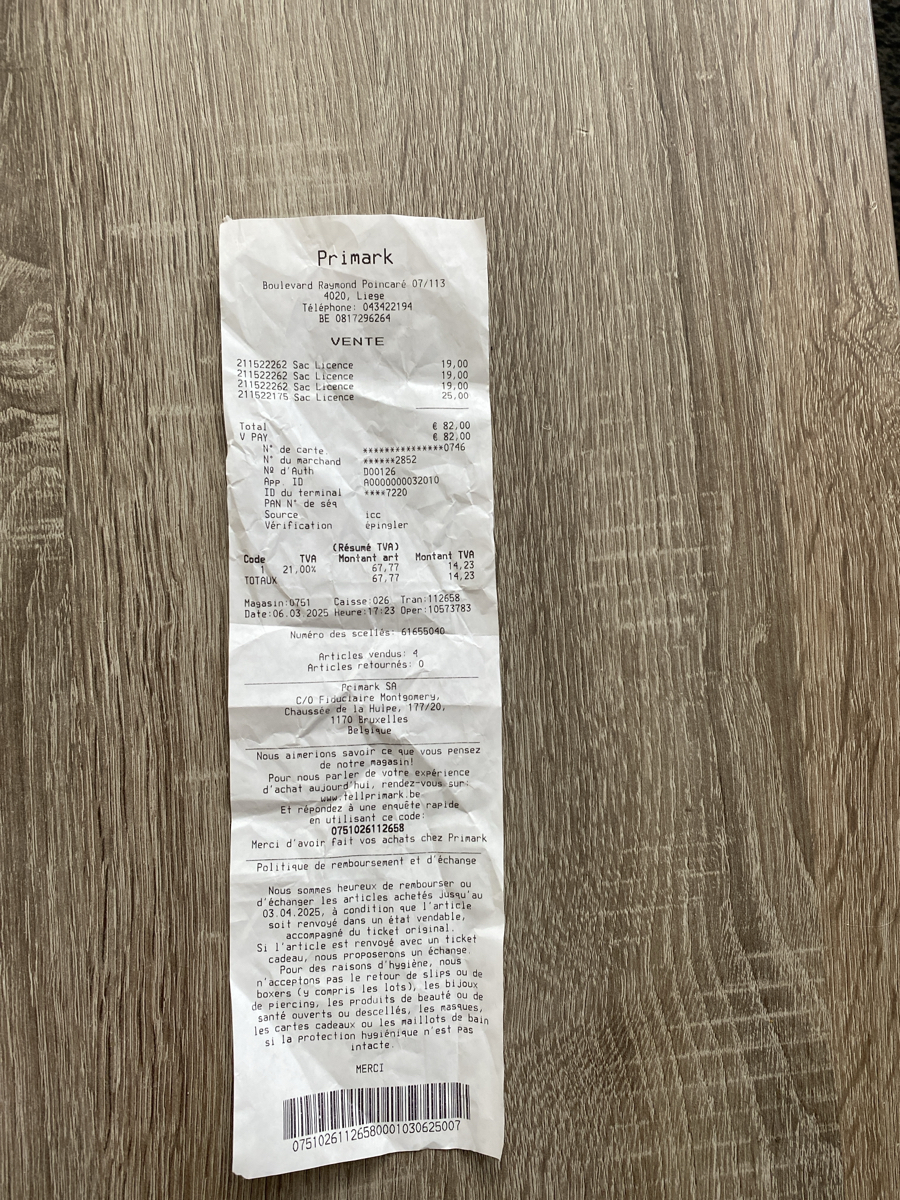 Primark
Boulevard Raymond Poincaré 07/113
4020, Liege
Téléphone: 043422194
BE 0817296264
VENTE
211522262 Sac Licence 19,00
211522262 Sac Licence 19,00
211522262 Sac Licence 19,00
211522175 Sac Licence 25,00
Total € 82,00
V PAY € 82,00
N° de carte ***************0746
N° du marchand ******2852
Nº d'Auth D00126
App. ID A0000000032010
ID du terminal ****7220
PAN N° de séq
Source icc
Vérification épingler
(Résumé TVA)
Code TVA Montant art Montant TVA
1 21,00% 67,77 14,23
TOTAUX 67,77 14,23
Magasin:0751 Caisse:026 Tran:112658
Date:06.03.2025 Heure:17:23 Oper:10573783
Numéro des scellés: 61655040
Articles vendus: 4
Articles retournés: 0
Primark SA
C/O Fiduciaire Montgomery,
Chaussée de la Hulpe, 177/20,
1170 Bruxelles
Belgique
Nous aimerions savoir ce que vous pensez
de notre magasin!
Pour nous parler de votre expérience
d'achat aujourd'hui, rendez-vous sur:
www.tellprimark.be
Et répondez à une enquête rapide
en utilisant ce code:
0751026112658
Merci d'avoir fait vos achats chez Primark
Politique de remboursement et d'échange
Nous sommes heureux de rembourser ou
d'échanger les articles achetés jusqu'au
03.04.2025, à condition que l'article
soit renvoyé dans un état vendable,
accompagné du ticket original.
Si l'article est renvoyé avec un ticket
cadeau, nous proposerons un échange.
Pour des raisons d'hygiène, nous
n'acceptons pas le retour de slips ou de
boxers (y compris les lots), les bijoux
de piercing, les produits de beauté ou de
santé ouverts ou descellés, les masques,
les cartes cadeaux ou les maillots de bain
si la protection hygiénique n'est pas
intacte.
MERCI
07510261126580001030625007